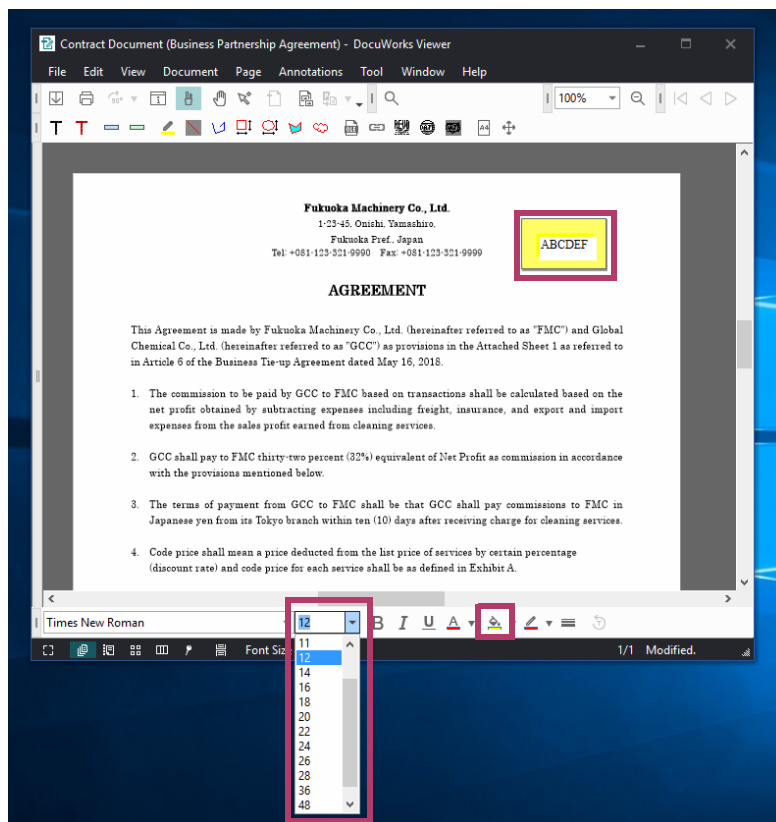 Contract Document (Business Partnership Agreement) - DocuWorks Viewer
File Edit View Document Page Annotations Tool Window Help
100%
T T
A4
Fukuoka Machinery Co., Ltd.
1-23-45, Onishi, Yamashiro,
Fukuoka Pref., Japan
Tel: +081-123-321-9990 Fax: +081-123-321-9999
ABCDEF
AGREEMENT
This Agreement is made by Fukuoka Machinery Co., Ltd. (hereinafter referred to as "FMC") and Global
Chemical Co., Ltd. (hereinafter referred to as "GCC") as provisions in the Attached Sheet 1 as referred to
in Article 6 of the Business Tie-up Agreement dated May 16, 2018.
1. The commission to be paid by GCC to FMC based on transactions shall be calculated based on the
net profit obtained by subtracting expenses including freight, insurance, and export and import
expenses from the sales profit earned from cleaning services.
2. GCC shall pay to FMC thirty-two percent (32%) equivalent of Net Profit as commission in accordance
with the provisions mentioned below.
3. The terms of payment from GCC to FMC shall be that GCC shall pay commissions to FMC in
Japanese yen from its Tokyo branch within ten (10) days after receiving charge for cleaning services.
4. Code price shall mean a price deducted from the list price of services by certain percentage
(discount rate) and code price for each service shall be as defined in Exhibit A.
Times New Roman 12 B I U A
Font Siz 1/1 Modified.
11
12
14
16
18
20
22
24
26
28
36
48